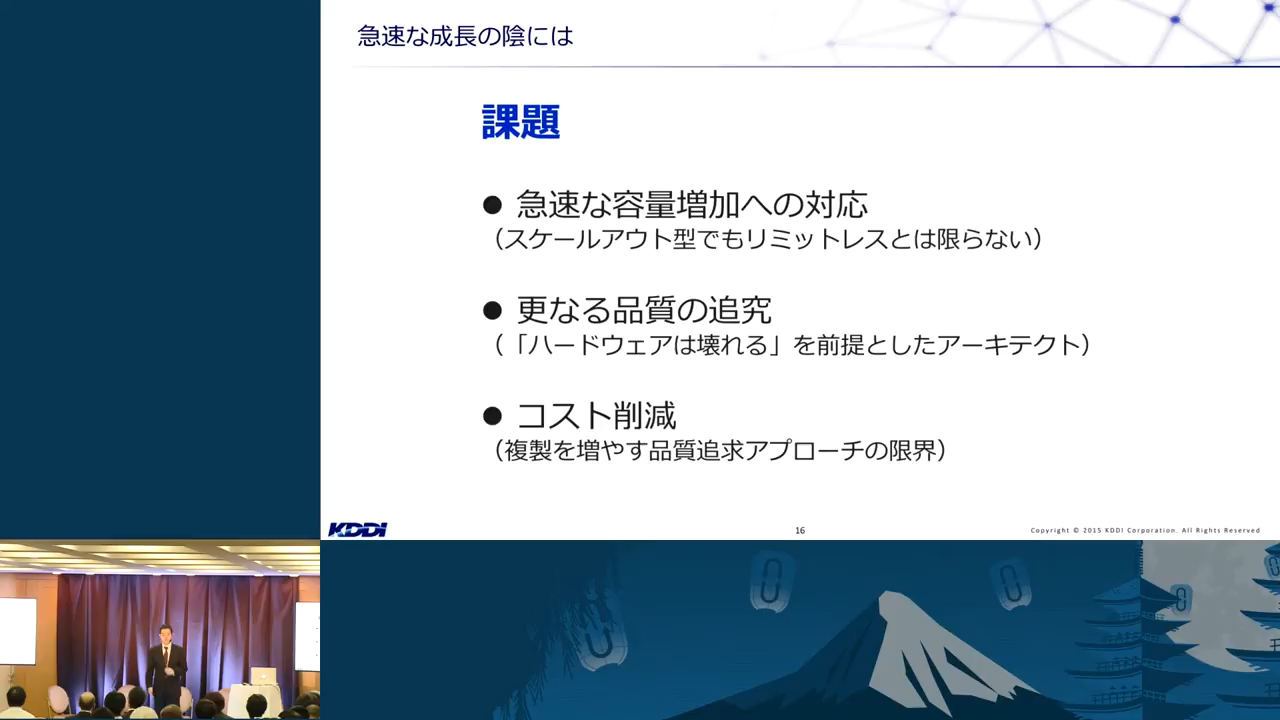 急速な成長の陰には
課題
● 急速な容量増加への対応
（スケールアウト型でもリミットレスとは限らない）
● 更なる品質の追究
（「ハードウェアは壊れる」を前提としたアーキテクト）
● コスト削減
（複製を増やす品質追求アプローチの限界）
KDDI
16
Copyright © 2015 KDDI Corporation. All Rights Reserved